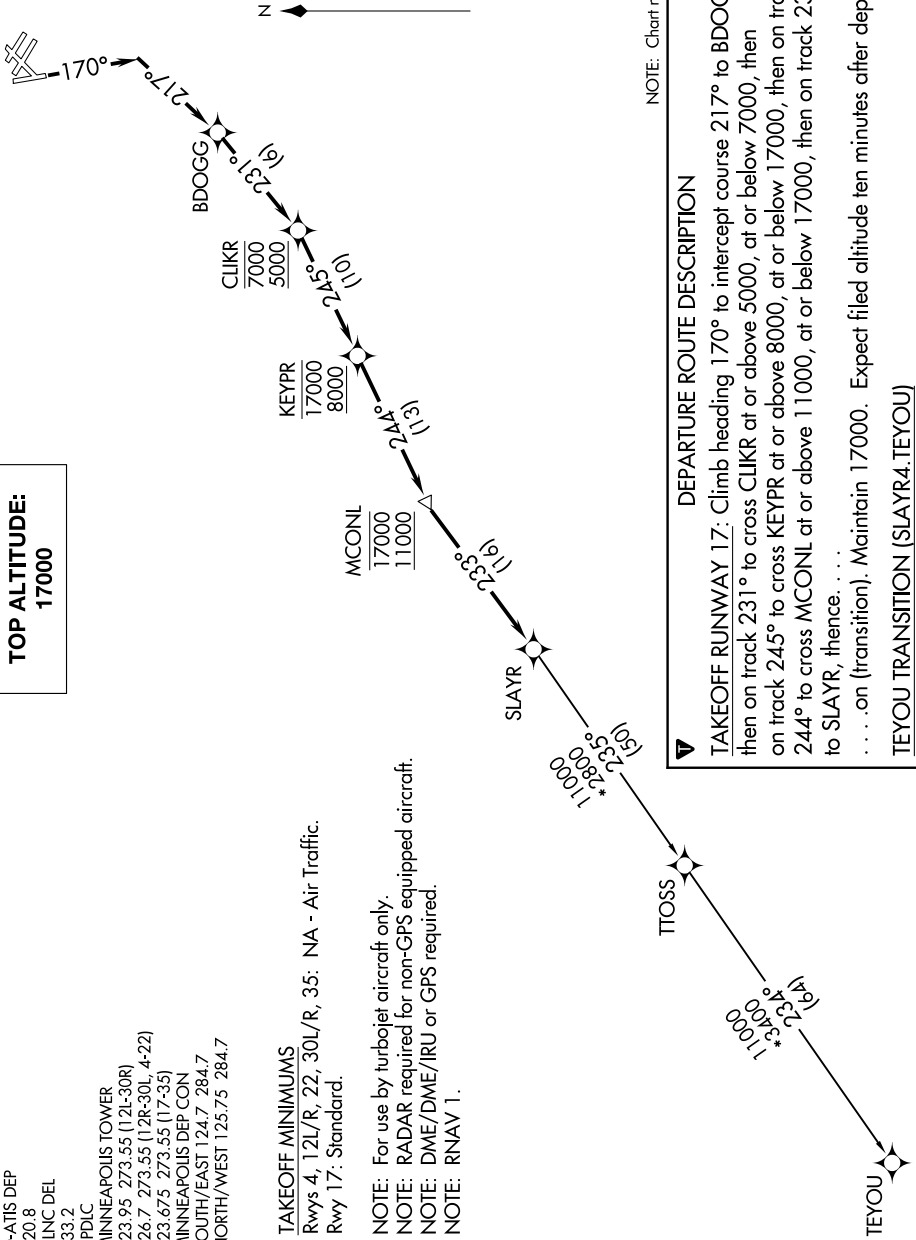 TOP ALTITUDE:
17000
-ATIS DEP
20.8
LNC DEL
33.2
PDLC
INNEAPOLIS TOWER
23.95 273.55 (12L-30R)
26.7 273.55 (12R-30L, 4-22)
23.675 273.55 (17-35)
INNEAPOLIS DEP CON
OUTH/EAST 124.7 284.7
ORTH/WEST 125.75 284.7
TAKEOFF MINIMUMS
Rws 4, 12L/R, 22, 30L/R, 35: NA - Air Traffic.
Rwy 17: Standard.
NOTE: For use by turbojet aircraft only.
NOTE: RADAR required for non-GPS equipped aircraft.
NOTE: DME/DME/IRU or GPS required.
NOTE: RNAV 1.
N
170°
217°
BDOGG
231°
(6)
CLIKR
7000
5000
245°
(10)
KEYPR
17000
8000
244°
(13)
MCONL
17000
11000
233°
(16)
SLAYR
11000
*2800
235°
(50)
TTOSS
11000
*3400
234°
(64)
TEYOU
NOTE: Chart n
T
DEPARTURE ROUTE DESCRIPTION
TAKEOFF RUNWAY 17: Climb heading 170° to intercept course 217° to BDOG
then on track 231° to cross CLIKR at or above 5000, at or below 7000, then
on track 245° to cross KEYPR at or above 8000, at or below 17000, then on tra
244° to cross MCONL at or above 11000, at or below 17000, then on track 23
to SLAYR, thence. . . .
. . . .on (transition). Maintain 17000. Expect filed altitude ten minutes after dep
TEYOU TRANSITION (SLAYR4.TEYOU)